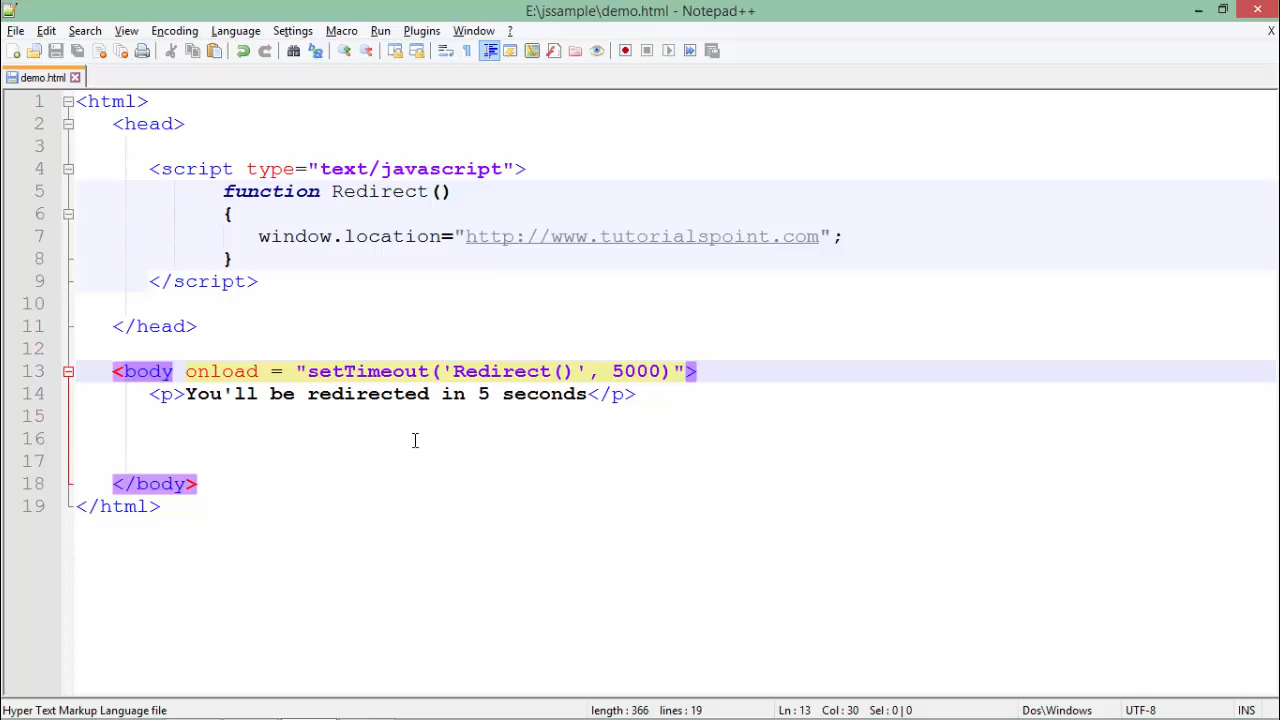 E:\jssample\demo.html - Notepad++
File Edit Search View Encoding Language Settings Macro Run Plugins Window ? X
demo.html
1 <html>
2 <head>
3
4 <script type="text/javascript">
5 function Redirect()
6 {
7 window.location="http://www.tutorialspoint.com";
8 }
9 </script>
10
11 </head>
12
13 <body onload = "setTimeout('Redirect()', 5000)">
14 <p>You'll be redirected in 5 seconds</p>
15
16
17
18 </body>
19 </html>
Hyper Text Markup Language file length : 366 lines : 19 Ln : 13 Col : 30 Sel : 0 | 0 Dos\Windows UTF-8 INS